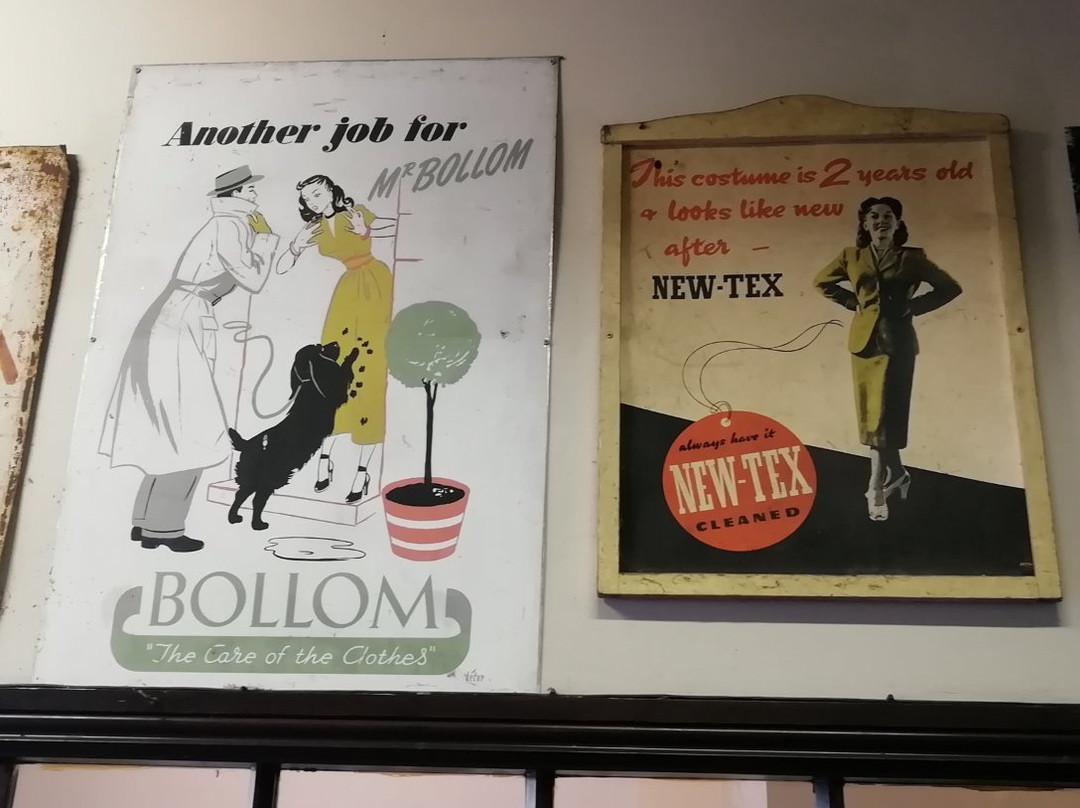 Another job for
MR BOLLOM
BOLLOM
"The Care of the Clothes"
This costume is 2 years old
& looks like new
after –
NEW-TEX
always have it
NEW-TEX
CLEANED